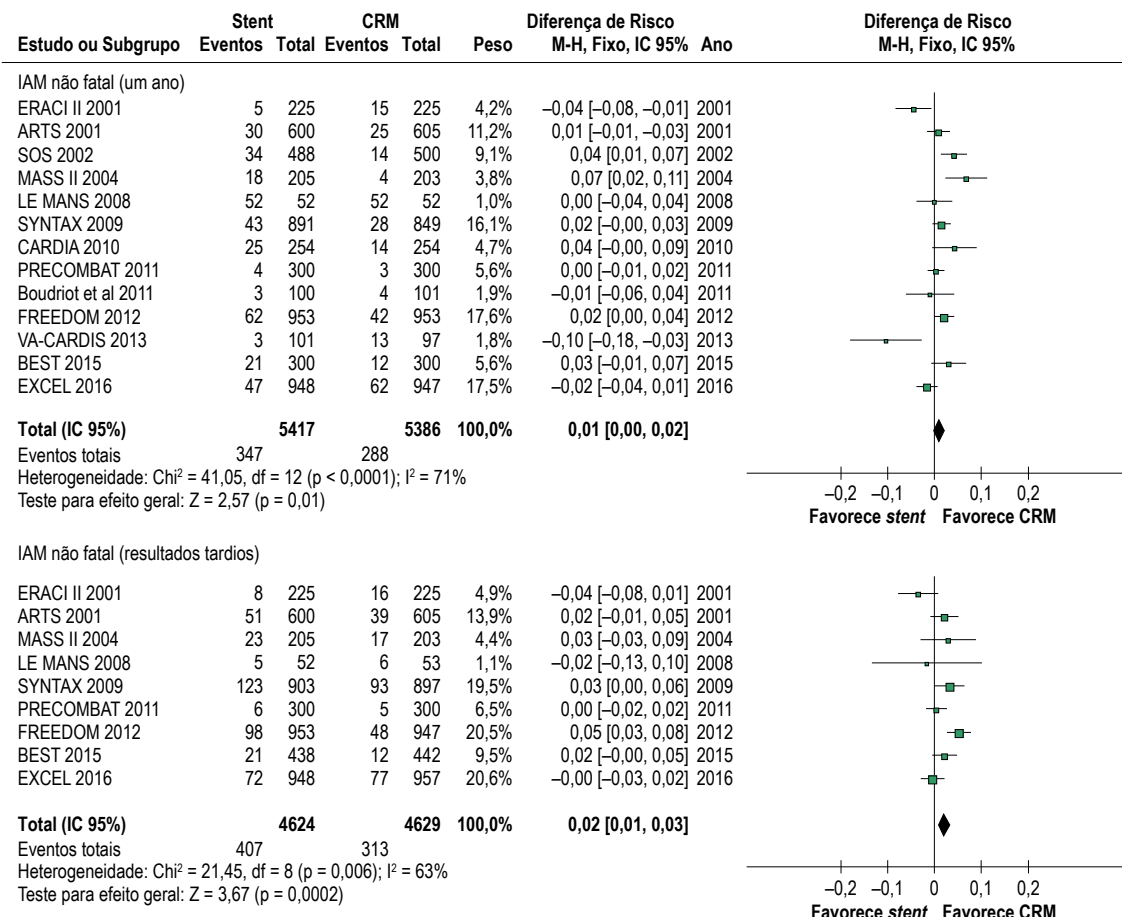 Stent CRM Diferença de Risco Diferença de Risco
Estudo ou Subgrupo Eventos Total Eventos Total Peso M-H, Fixo, IC 95% Ano M-H, Fixo, IC 95%
IAM não fatal (um ano)
ERACI II 2001 5 225 15 225 4,2% –0,04 [–0,08, –0,01] 2001
ARTS 2001 30 600 25 605 11,2% 0,01 [–0,01, –0,03] 2001
SOS 2002 34 488 14 500 9,1% 0,04 [0,01, 0,07] 2002
MASS II 2004 18 205 4 203 3,8% 0,07 [0,02, 0,11] 2004
LE MANS 2008 52 52 52 52 1,0% 0,00 [–0,04, 0,04] 2008
SYNTAX 2009 43 891 28 849 16,1% 0,02 [–0,00, 0,03] 2009
CARDIA 2010 25 254 14 254 4,7% 0,04 [–0,00, 0,09] 2010
PRECOMBAT 2011 4 300 3 300 5,6% 0,00 [–0,01, 0,02] 2011
Boudriot et al 2011 3 100 4 101 1,9% –0,01 [–0,06, 0,04] 2011
FREEDOM 2012 62 953 42 953 17,6% 0,02 [0,00, 0,04] 2012
VA-CARDIS 2013 3 101 13 97 1,8% –0,10 [–0,18, –0,03] 2013
BEST 2015 21 300 12 300 5,6% 0,03 [–0,01, 0,07] 2015
EXCEL 2016 47 948 62 947 17,5% –0,02 [–0,04, 0,01] 2016
Total (IC 95%) 5417 5386 100,0% 0,01 [0,00, 0,02]
Eventos totais 347 288
Heterogeneidade: Chi² = 41,05, df = 12 (p < 0,0001); I² = 71%
Teste para efeito geral: Z = 2,57 (p = 0,01)
–0,2 –0,1 0 0,1 0,2
Favorece stent Favorece CRM
IAM não fatal (resultados tardios)
ERACI II 2001 8 225 16 225 4,9% –0,04 [–0,08, 0,01] 2001
ARTS 2001 51 600 39 605 13,9% 0,02 [–0,01, 0,05] 2001
MASS II 2004 23 205 17 203 4,4% 0,03 [–0,03, 0,09] 2004
LE MANS 2008 5 52 6 53 1,1% –0,02 [–0,13, 0,10] 2008
SYNTAX 2009 123 903 93 897 19,5% 0,03 [0,00, 0,06] 2009
PRECOMBAT 2011 6 300 5 300 6,5% 0,00 [–0,02, 0,02] 2011
FREEDOM 2012 98 953 48 947 20,5% 0,05 [0,03, 0,08] 2012
BEST 2015 21 438 12 442 9,5% 0,02 [–0,00, 0,05] 2015
EXCEL 2016 72 948 77 957 20,6% –0,00 [–0,03, 0,02] 2016
Total (IC 95%) 4624 4629 100,0% 0,02 [0,01, 0,03]
Eventos totais 407 313
Heterogeneidade: Chi² = 21,45, df = 8 (p = 0,006); I² = 63%
Teste para efeito geral: Z = 3,67 (p = 0,0002)
–0,2 –0,1 0 0,1 0,2
Favorece stent Favorece CRM